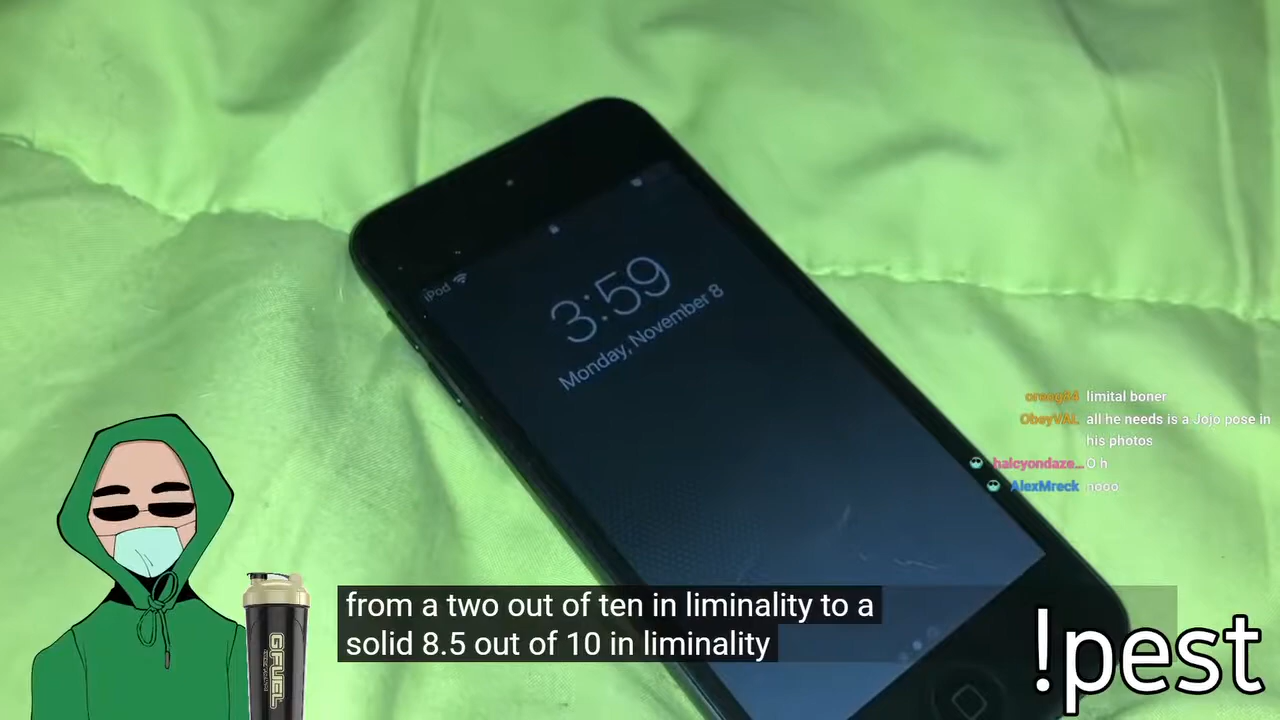 iPod
3:59
Monday, November 8
oreog84 limital boner
ObeyVAL all he needs is a Jojo pose in
his photos
halcyondaze... O h
AlexMreck nooo
from a two out of ten in liminality to a
solid 8.5 out of 10 in liminality
GFUEL
!pest